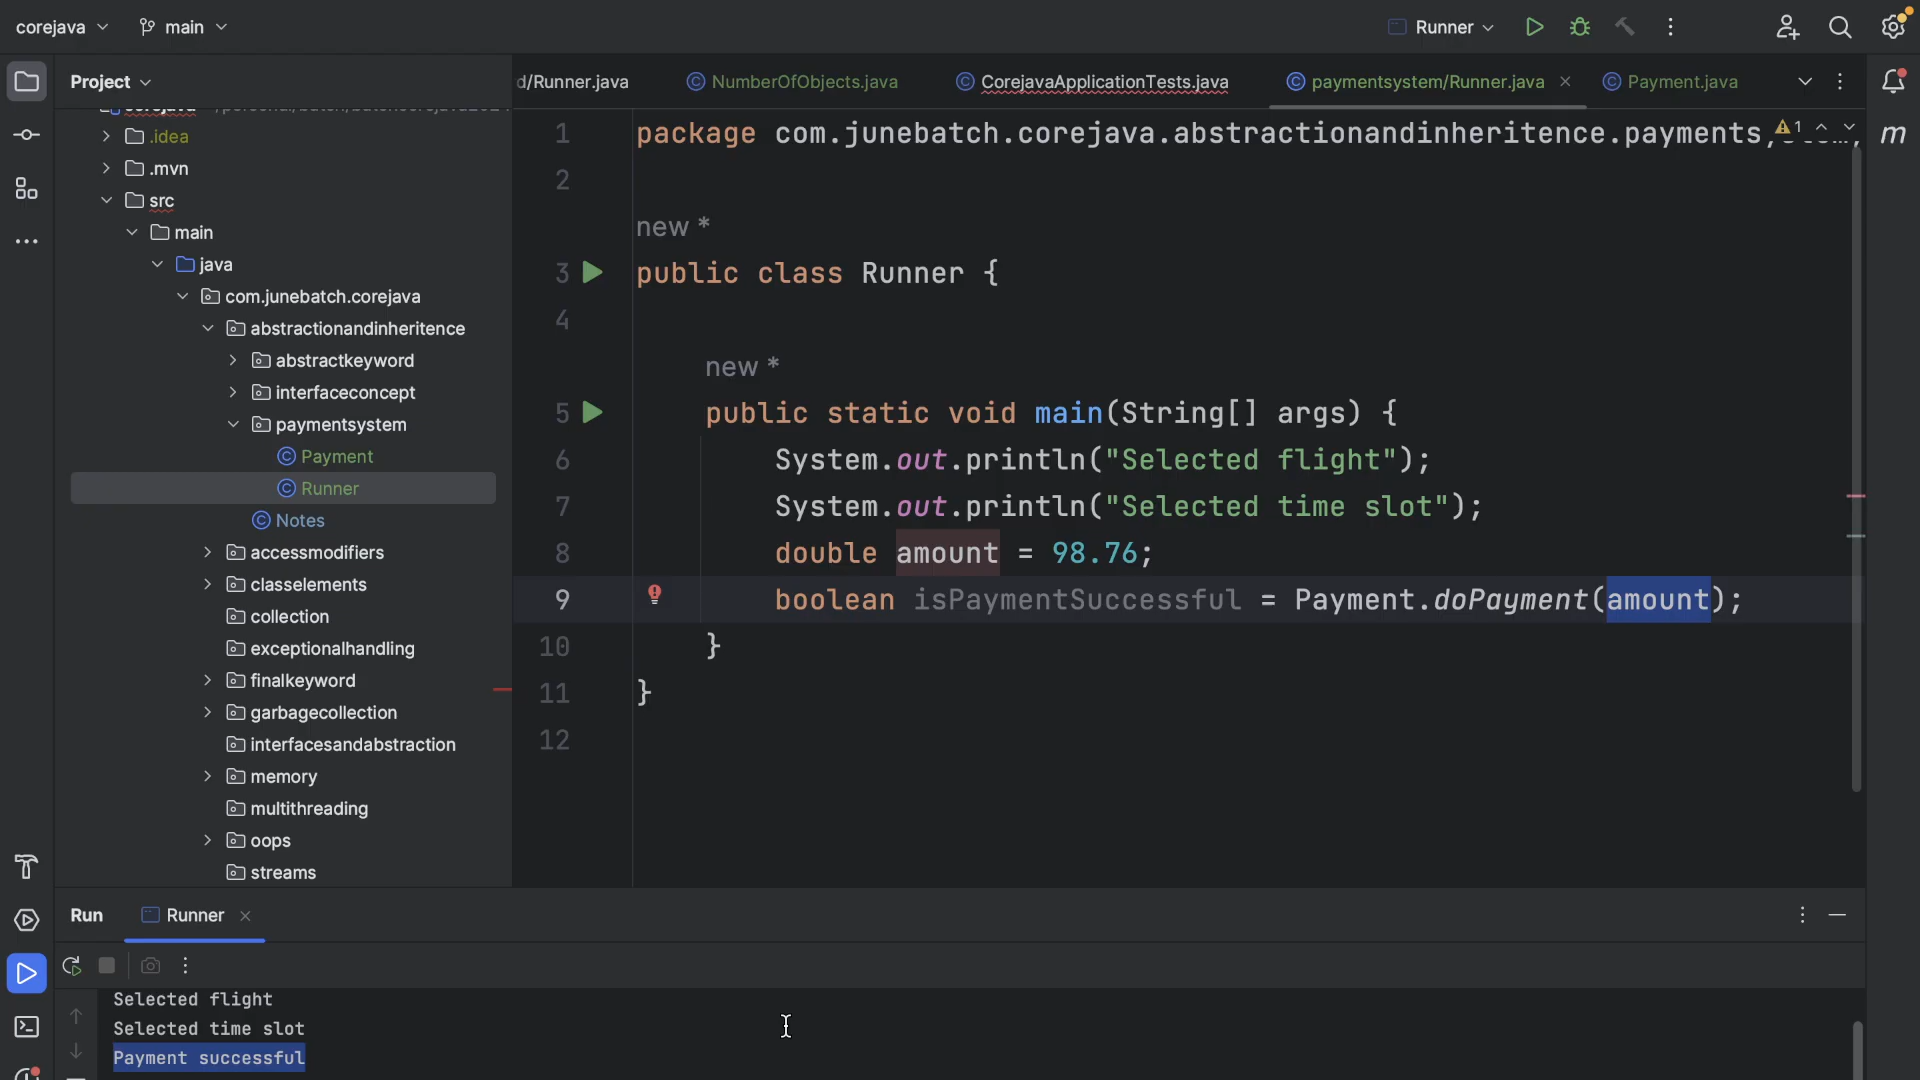 corejava
main
Runner
Project
d/Runner.java
NumberOfObjects.java
CorejavaApplicationTests.java
paymentsystem/Runner.java
Payment.java
.idea
.mvn
src
main
java
com.junebatch.corejava
abstractionandinheritence
abstractkeyword
interfaceconcept
paymentsystem
Payment
Runner
Notes
accessmodifiers
classelements
collection
exceptionalhandling
finalkeyword
garbagecollection
interfacesandabstraction
memory
multithreading
oops
streams
1 package com.junebatch.corejava.abstractionandinheritence.payments
1
m
2
new *
3 public class Runner {
4
new *
5 public static void main(String[] args) {
6 System.out.println("Selected flight");
7 System.out.println("Selected time slot");
8 double amount = 98.76;
9 boolean isPaymentSuccessful = Payment.doPayment(amount);
10 }
11 }
12
Run
Runner
Selected flight
Selected time slot
Payment successful